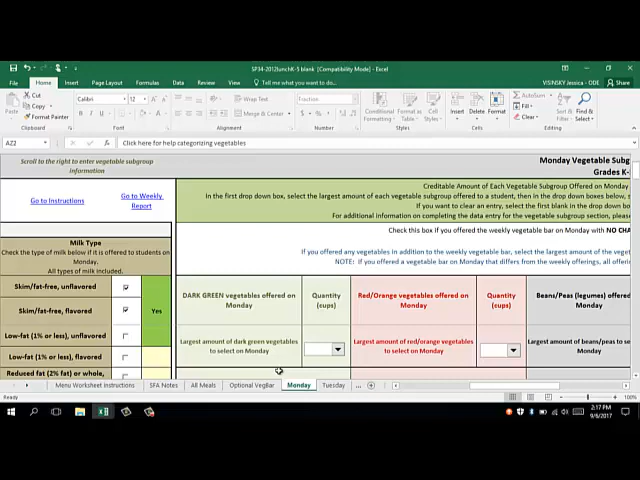 SP34-2012lunchK-5 blank [Compatibility Mode] - Excel
VISINSKY Jessica - ODE
File Home Insert Page Layout Formulas Data Review View Tell me what you want to do
Share
Cut
Copy
Format Painter
Paste
Calibri 12
Wrap Text
Merge & Center
Function
Conditional Formatting
Format as Table
Cell Styles
Insert Delete Format
AutoSum
Fill
Clear
Sort & Filter
Find & Select
Clipboard Font Alignment Number Styles Cells Editing
AZ2 Click here for help categorizing vegetables
Scroll to the right to enter vegetable subgroup information
Monday Vegetable Subg
Grades K-
Go to Instructions
Go to Weekly Report
Creditable Amount of Each Vegetable Subgroup Offered on Monday
In the first drop down box, select the largest amount of each vegetable subgroup offered to a student, then in the drop down boxes below, s
If you want to clear an entry, select the first blank in the drop d
For additional information on completing the data entry for the vegetable subgroup section, please
Check this box if you offered the weekly vegetable bar on Monday with NO CHA
If you offered any vegetables in addition to the weekly vegetable bar, select the largest amount of the veget
NOTE: If you offered a vegetable bar on Monday that differs from the weekly offerings, all offerin
Milk Type
Check the type of milk below if it is offered to students on Monday.
All types of milk included.
Skim/fat-free, unflavored
Skim/fat-free, flavored
Yes
Low-fat (1% or less), unflavored
Low-fat (1% or less), flavored
Reduced fat (2% fat) or whole,
DARK GREEN vegetables offered on Monday
Quantity (cups)
Red/Orange vegetables offered on Monday
Quantity (cups)
Beans/Peas (legumes) offered
Monday
Largest amount of dark green vegetables to select on Monday
Largest amount of red/orange vegetables to select on Monday
Largest amount of beans/peas to se
Monday
Menu Worksheet Instructions SFA Notes All Meals Optional VegBar Monday Tuesday ...
Ready
100%
2:17 PM
9/6/2017